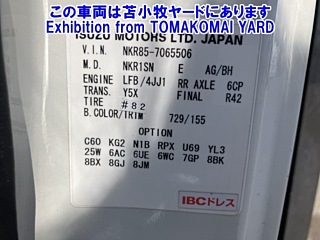 この車両は苫小牧ヤードにあります
Exhibition from TOMAKOMAI YARD
ISUZU MOTORS LTD. JAPAN
V.I.N. NKR85-7065506
M.D. NKR1SN E AG/BH
ENGINE LFB/4JJ1 RR AXLE 6CP
TRANS. Y5X FINAL R42
TIRE #82
B.COLOR/TRIM 729/155
OPTION
C60 KG2 N1B RPX U69 YL3
25W 6AC 6UE 6WC 7GP 8BK
8BX 8GJ 8JM
IBCドレス